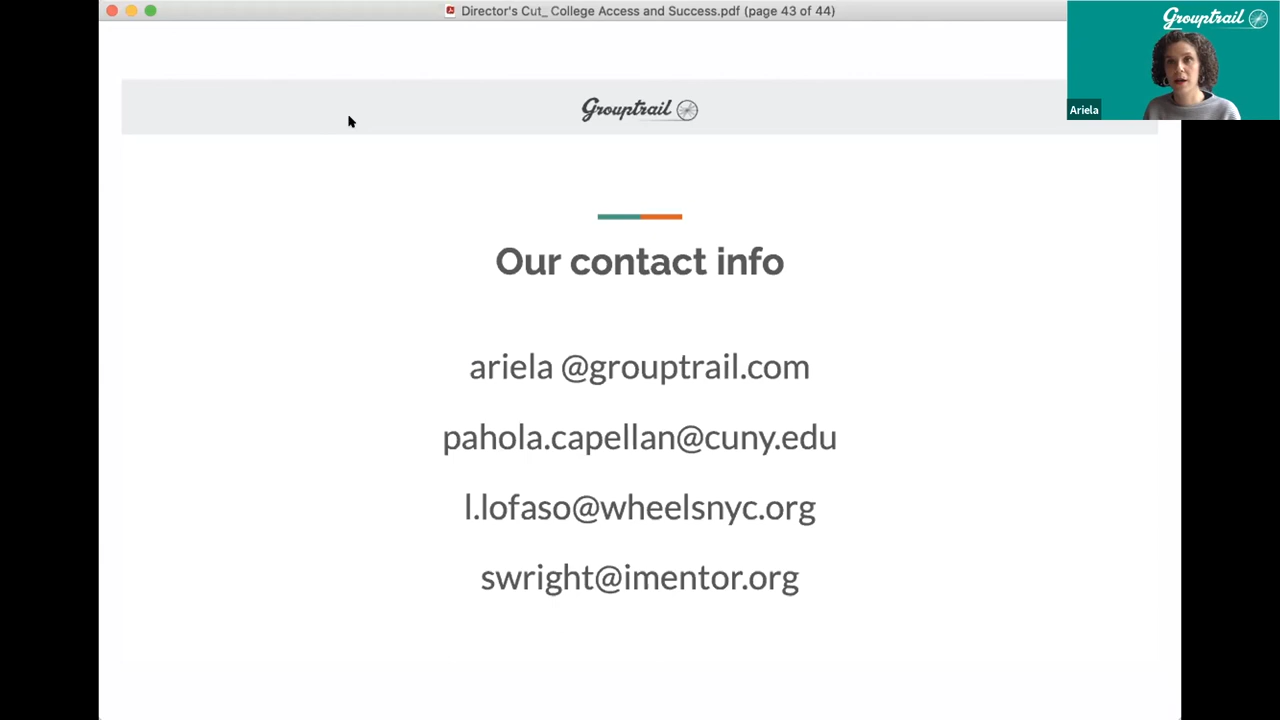 Director's Cut_ College Access and Success.pdf (page 43 of 44)
Grouptrail
Ariela
Grouptrail
Our contact info
ariela @grouptrail.com
pahola.capellan@cuny.edu
l.lofaso@wheelsnyc.org
swright@imentor.org